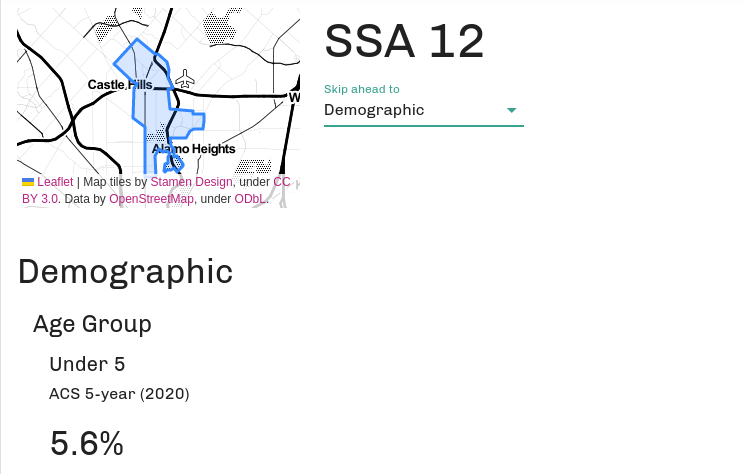 SSA 12
Skip ahead to
Demographic
Castle Hills
W
Alamo Heights
Leaflet | Map tiles by Stamen Design, under CC
BY 3.0. Data by OpenStreetMap, under ODbL.
Demographic
Age Group
Under 5
ACS 5-year (2020)
5.6%